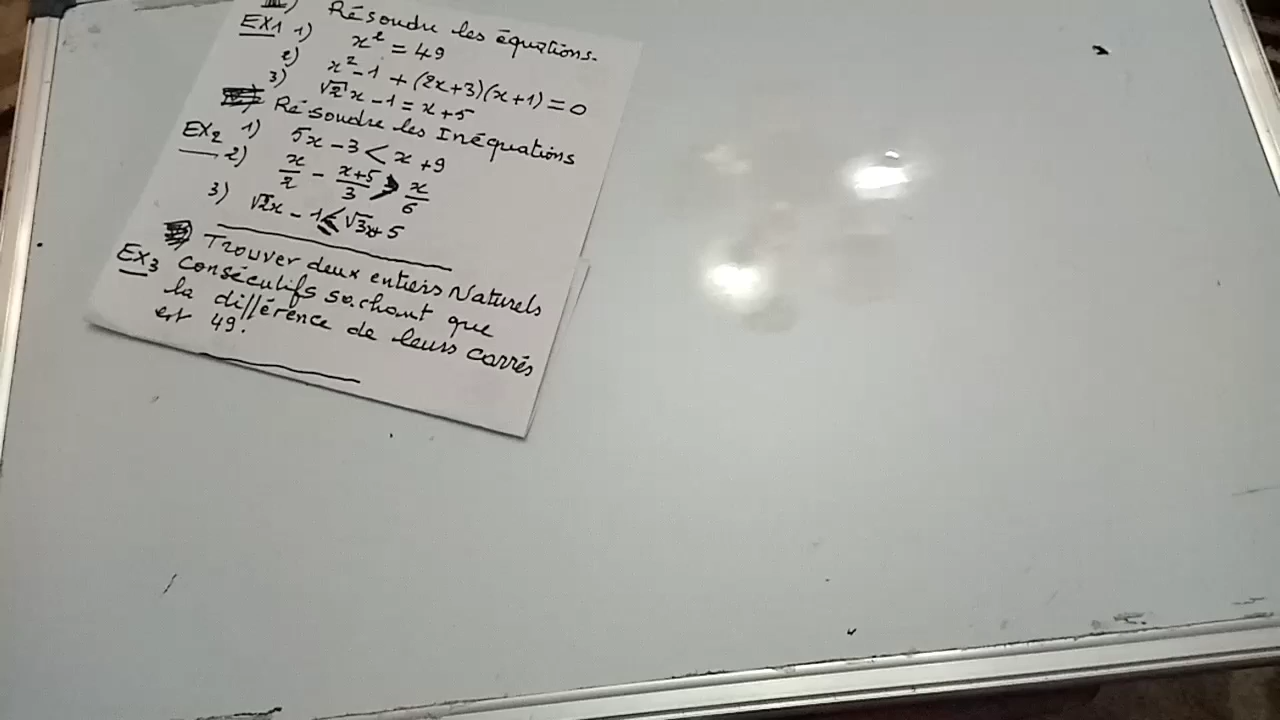 III) Résoudre les équations.
EX1 1) x² = 49
2) x² - 1 + (2x+3)(x+1) = 0
3) √2 x - 1 = x + 5
Résoudre les Inéquations
EX2 1) 5x - 3 < x + 9
2) x/2 - x+5/3 > x/6
3) √2x - 1 ≤ √3x + 5
Trouver deux entiers Naturels
EX3 Consécutifs sachant que
la différence de leurs carrés
est 49.